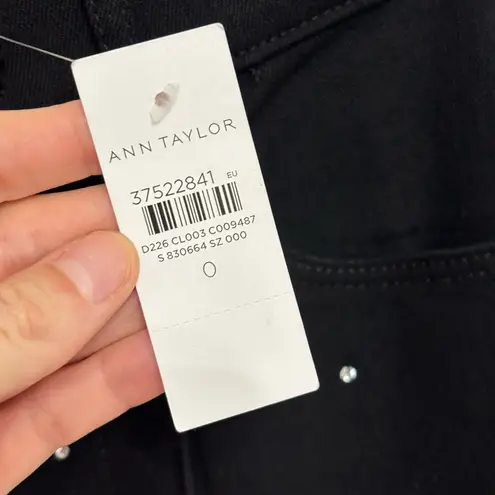 ANN TAYLOR
37522841 EU
D226 CL003 C009487
S 830664 SZ 000
0